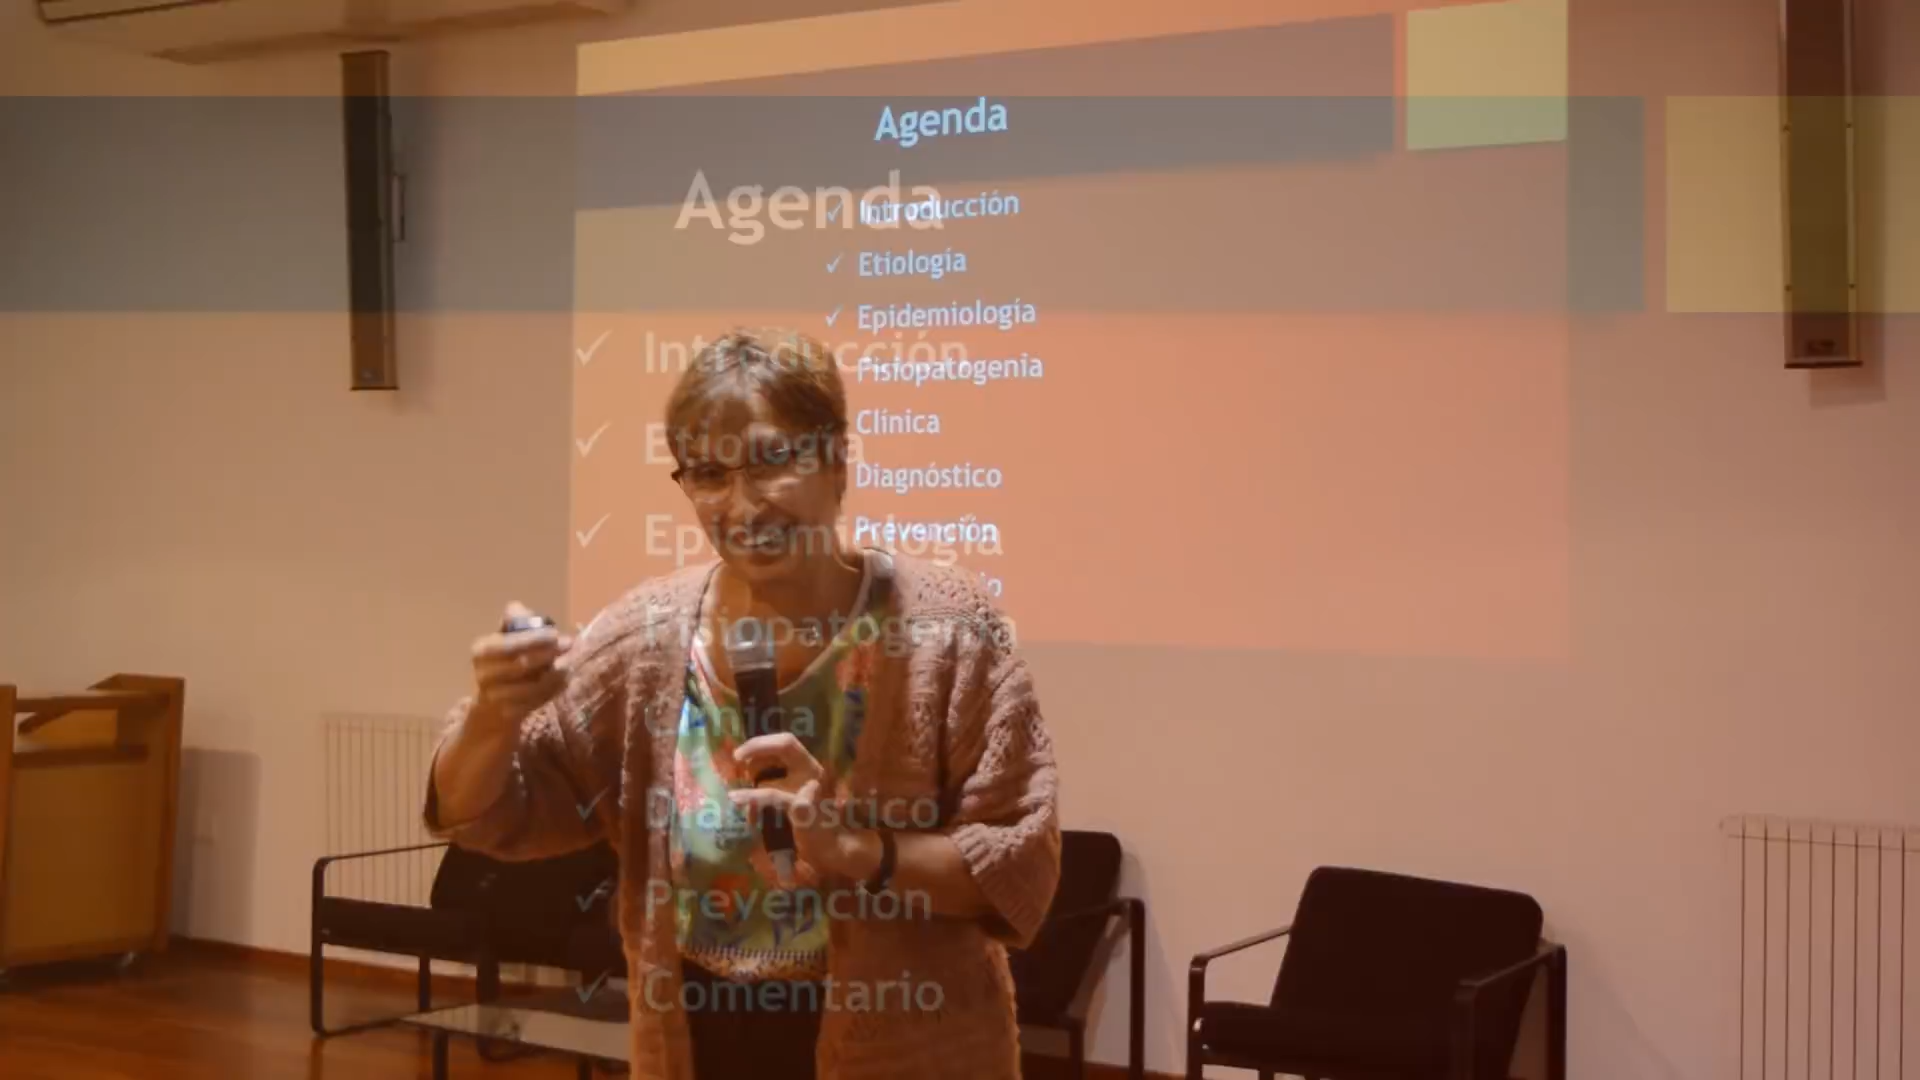 Agenda
Introducción
Etiología
Epidemiología
Fisiopatogenia
Clínica
Diagnóstico
Prevención
Agenda
✓ Introducción
✓ Etiología
✓ Epidemiología
✓ Fisiopatogenia
✓ Clínica
✓ Diagnóstico
✓ Prevención
✓ Comentario